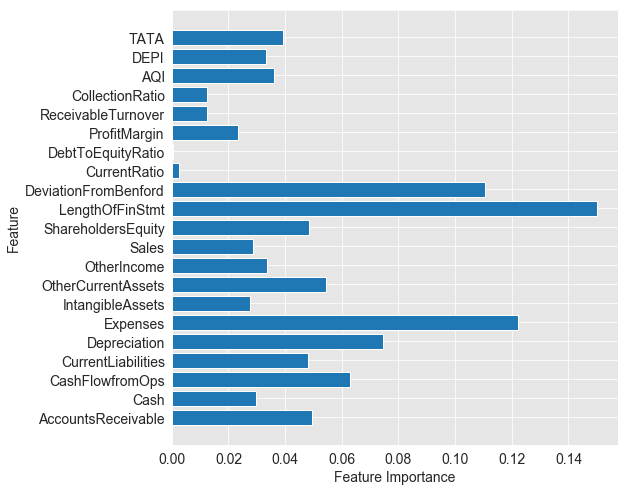 TATA
DEPI
AQI
CollectionRatio
ReceivableTurnover
ProfitMargin
DebtToEquityRatio
CurrentRatio
DeviationFromBenford
LengthOfFinStmt
ShareholdersEquity
Sales
OtherIncome
OtherCurrentAssets
IntangibleAssets
Expenses
Depreciation
CurrentLiabilities
CashFlowfromOps
Cash
AccountsReceivable
Feature
0.00 0.02 0.04 0.06 0.08 0.10 0.12 0.14
Feature Importance